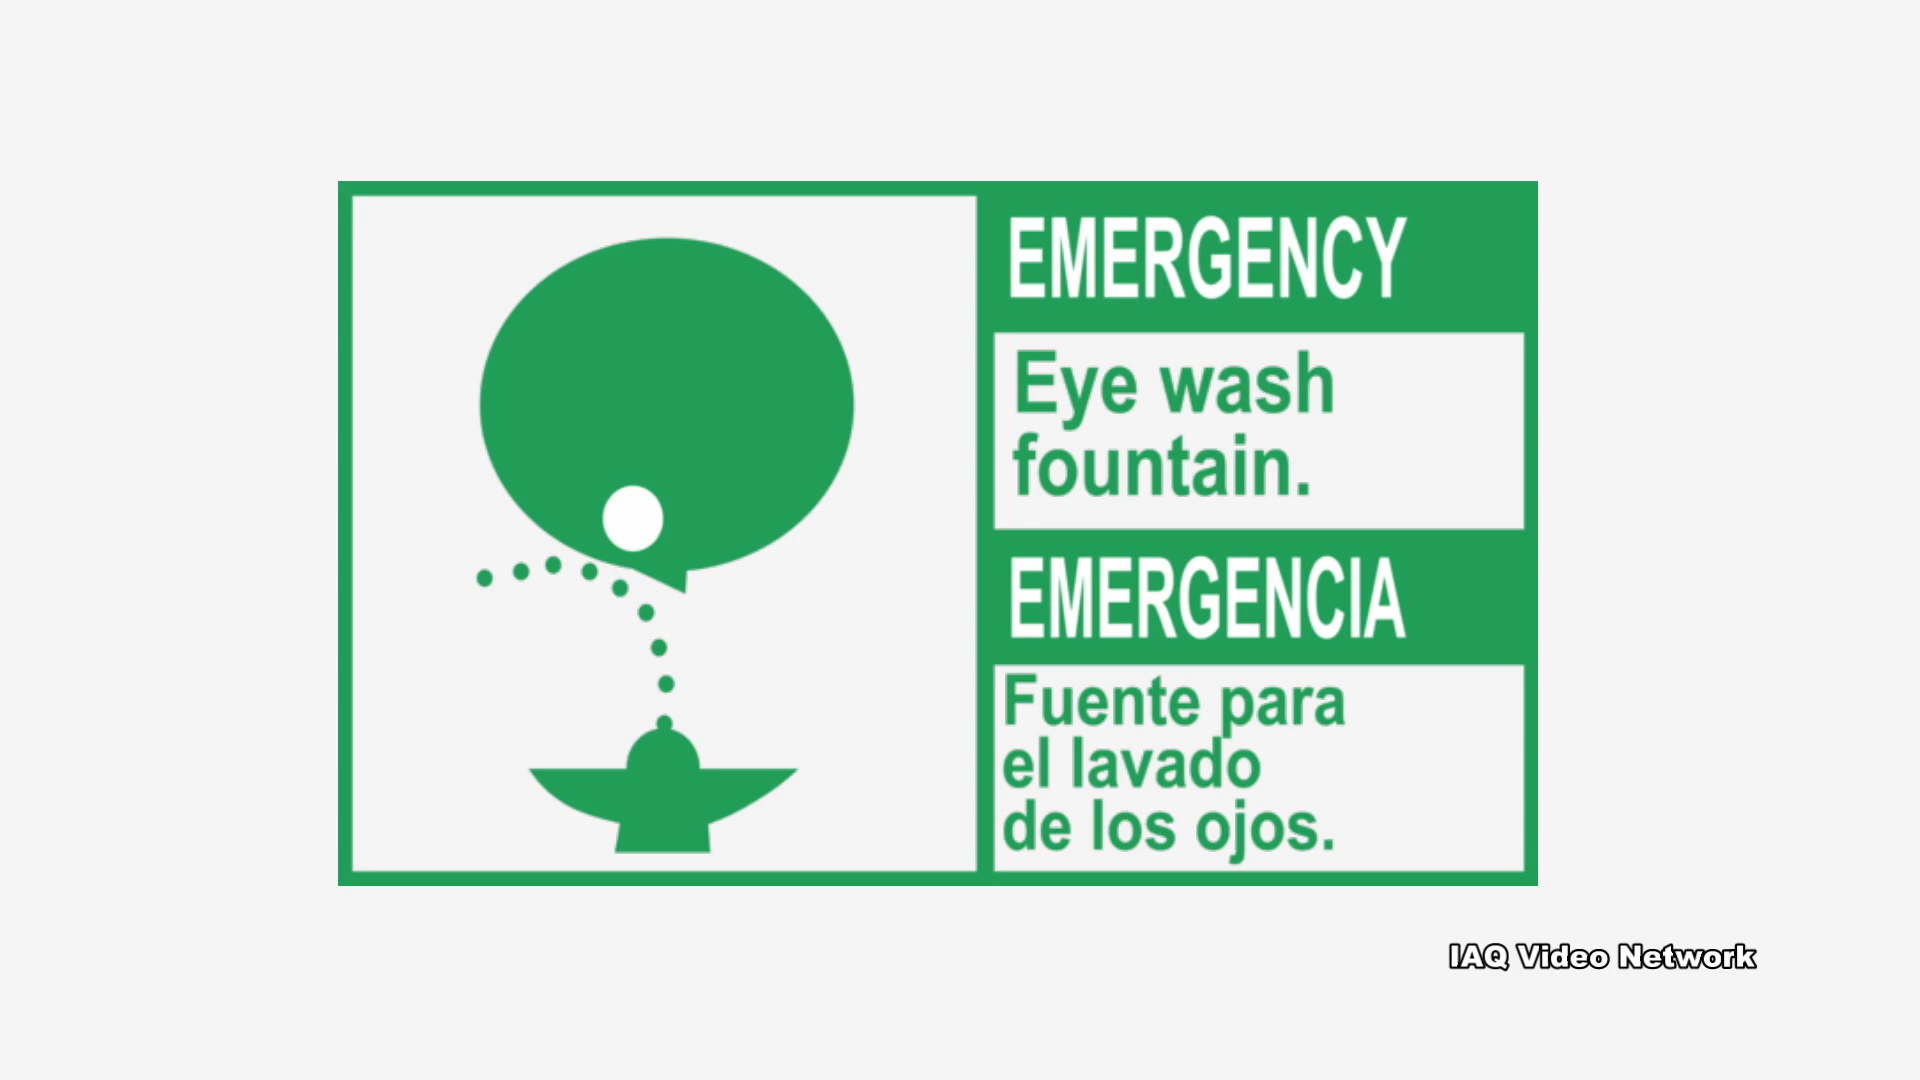 EMERGENCY
Eye wash
fountain.
EMERGENCIA
Fuente para
el lavado
de los ojos.
IAQ Video Network